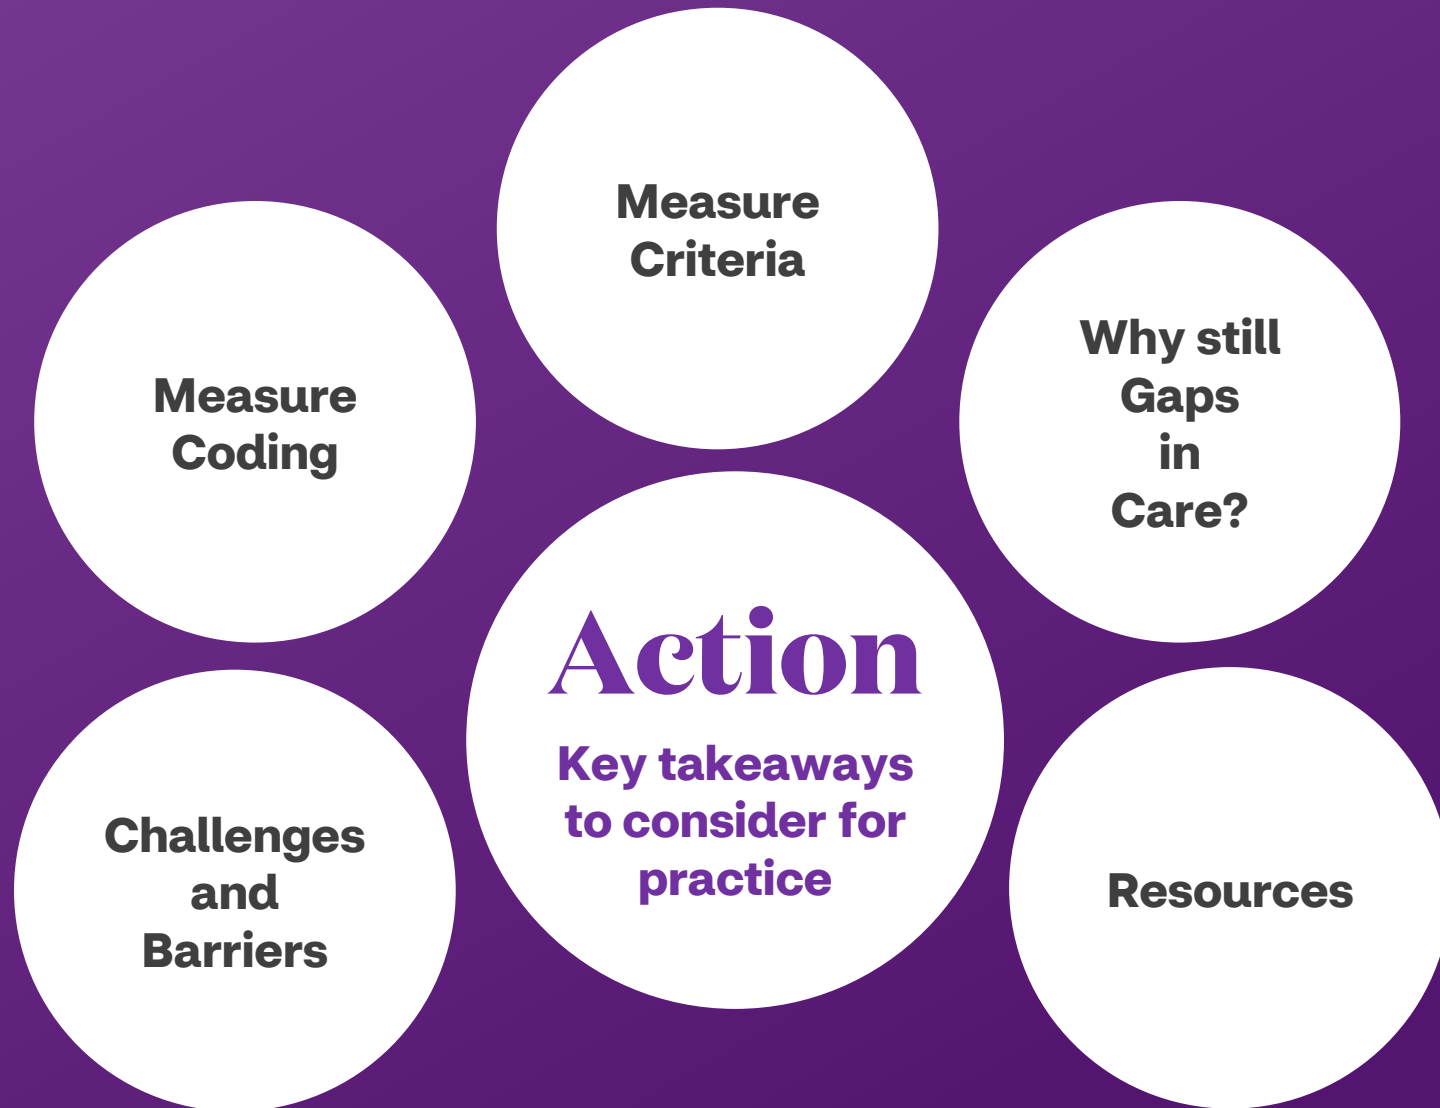 Measure
Criteria
Measure
Coding
Why still
Gaps
in
Care?
Action
Key takeaways
to consider for
practice
Challenges
and
Barriers
Resources